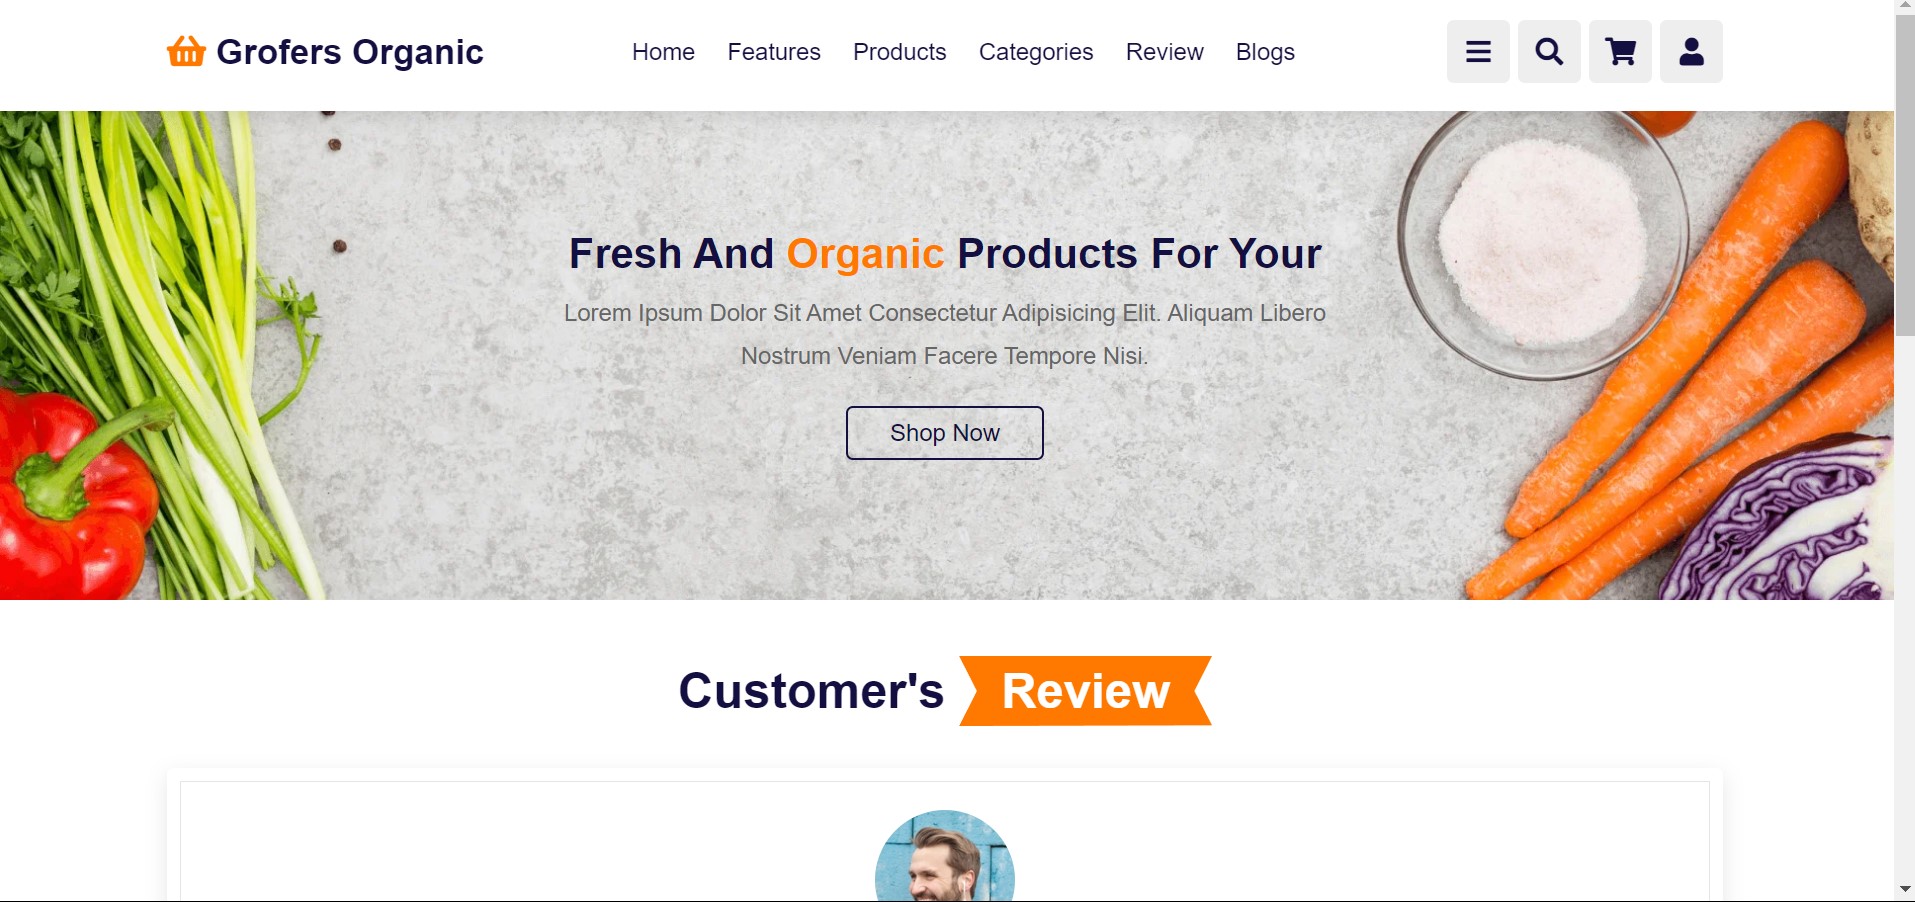 Grofers Organic
Home Features Products Categories Review Blogs
Fresh And Organic Products For Your
Lorem Ipsum Dolor Sit Amet Consectetur Adipisicing Elit. Aliquam Libero
Nostrum Veniam Facere Tempore Nisi.
Shop Now
Customer's Review